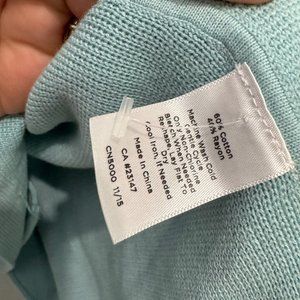 60% Cotton
40% Rayon
Machine Wash Cold
Gentle Cycle
Only Non-Chlorine
Bleach When Needed
Reshape, Lay Flat To
Dry
Cool Iron, If Needed
Made In China
CA #23147
CNS000 11/15